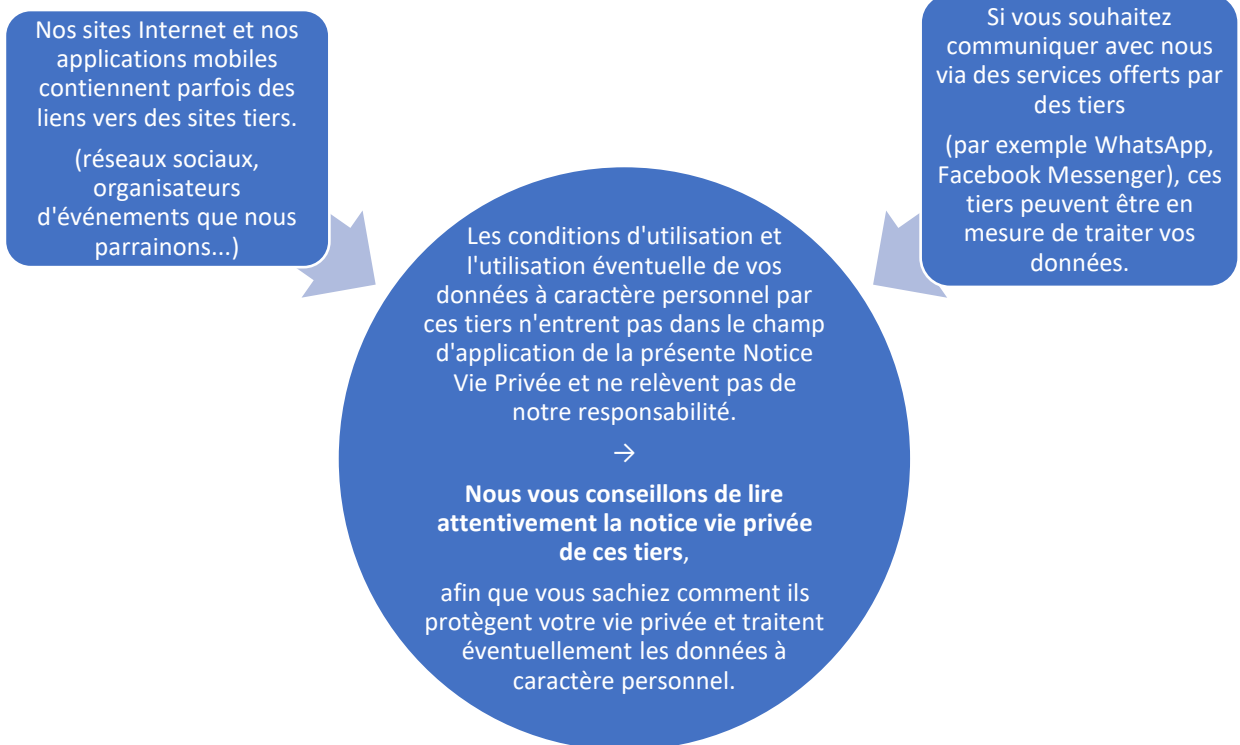 Nos sites Internet et nos
applications mobiles
contiennent parfois des
liens vers des sites tiers.
(réseaux sociaux,
organisateurs
d'événements que nous
parrainons...)
Si vous souhaitez
communiquer avec nous
via des services offerts par
des tiers
(par exemple WhatsApp,
Facebook Messenger), ces
tiers peuvent être en
mesure de traiter vos
données.
Les conditions d'utilisation et
l'utilisation éventuelle de vos
données à caractère personnel par
ces tiers n'entrent pas dans le champ
d'application de la présente Notice
Vie Privée et ne relèvent pas de
notre responsabilité.
→
Nous vous conseillons de lire
attentivement la notice vie privée
de ces tiers,
afin que vous sachiez comment ils
protègent votre vie privée et traitent
éventuellement les données à
caractère personnel.